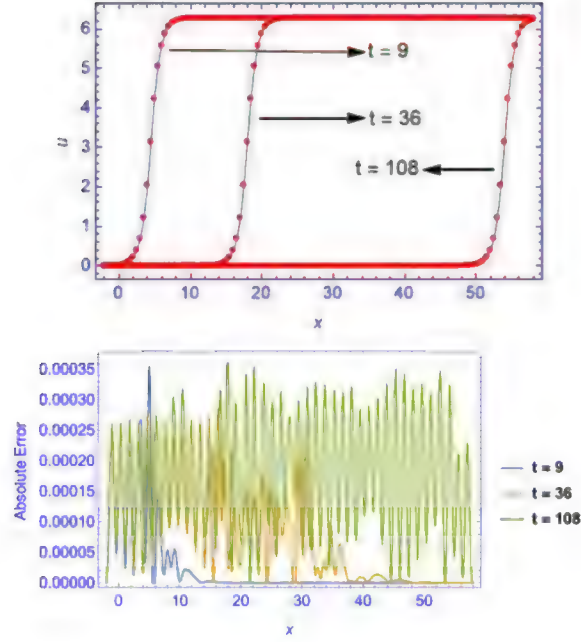 6
5
4
3
2
1
0
u
t = 9
t = 36
t = 108
0 10 20 30 40 50
x
0.00035
0.00030
0.00025
0.00020
0.00015
0.00010
0.00005
0.00000
Absolute Error
t = 9
t = 36
t = 108
0 10 20 30 40 50
x